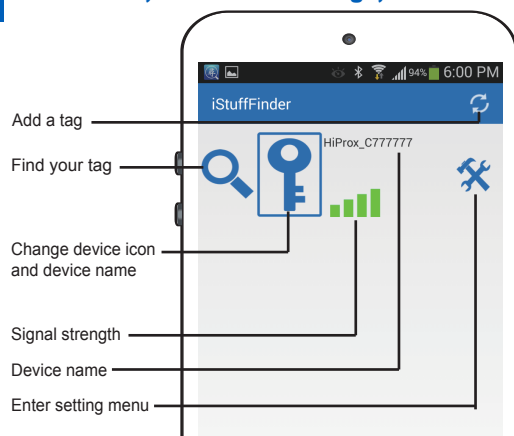 94% 6:00 PM
iStuffFinder
Add a tag
HiProx_C777777
Find your tag
Change device icon
and device name
Signal strength
Device name
Enter setting menu